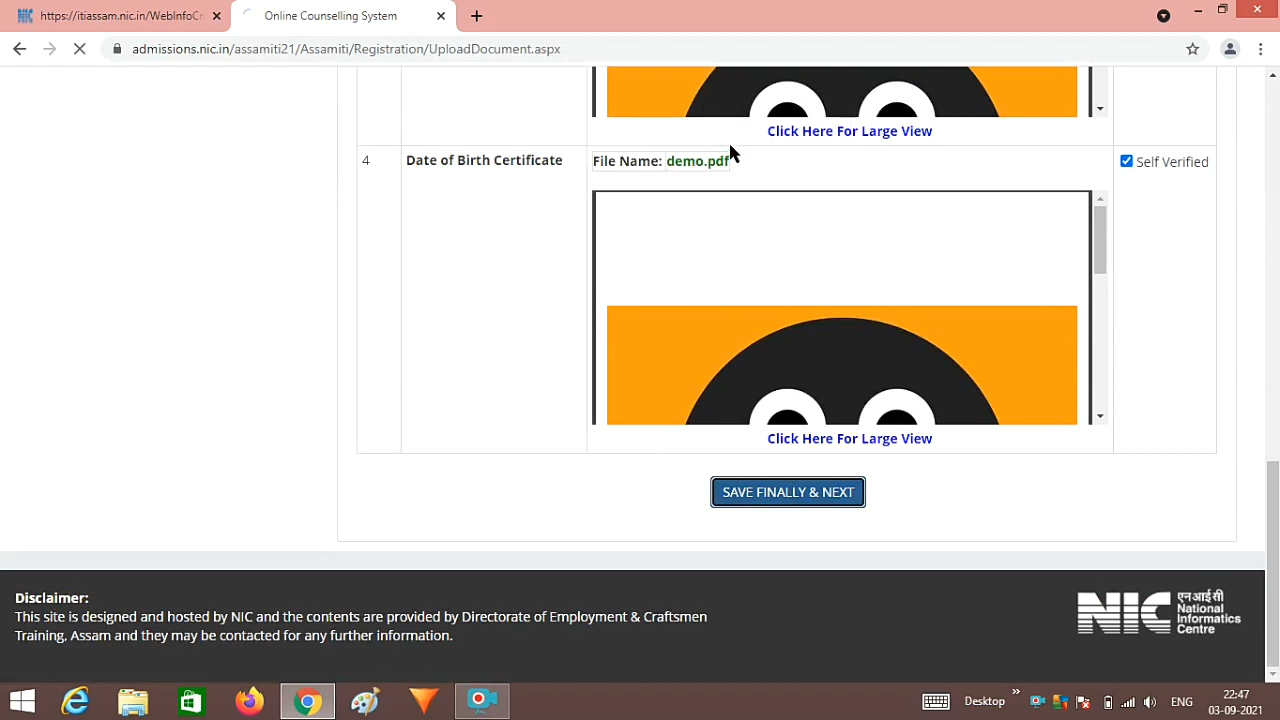 https://itiassam.nic.in/WebInfoCr
Online Counselling System
admissions.nic.in/assamiti21/Assamiti/Registration/UploadDocument.aspx
Click Here For Large View
4 Date of Birth Certificate File Name: demo.pdf Self Verified
Click Here For Large View
SAVE FINALLY & NEXT
Disclaimer:
This site is designed and hosted by NIC and the contents are provided by Directorate of Employment & Craftsmen
Training, Assam and they may be contacted for any further information.
NIC
एन आई सी
National
Informatics
Centre
Desktop
ENG
22:47
03-09-2021